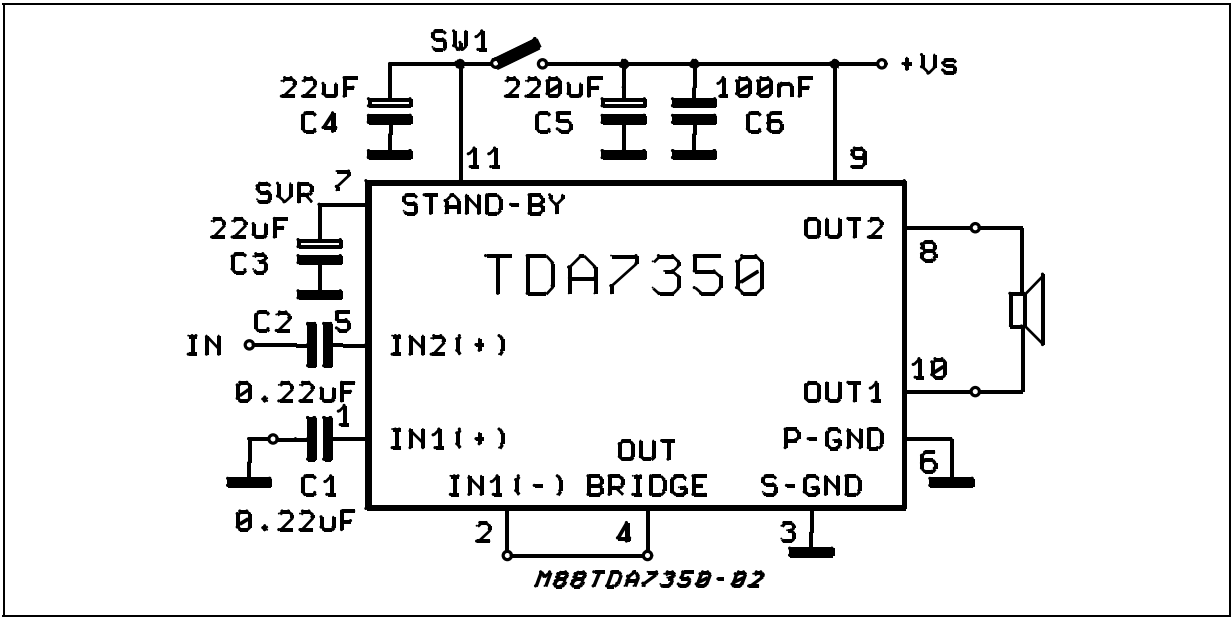 SW1
+Vs
22uF
C4
220uF
C5
100nF
C6
11
9
SVR
7
STAND-BY
22uF
C3
OUT2
8
TDA7350
C2
5
IN
IN2(+)
0.22uF
10
OUT1
1
IN1(+)
P-GND
6
OUT
BRIDGE
C1
IN1(-)
S-GND
0.22uF
2
4
3
M88TDA7350-02